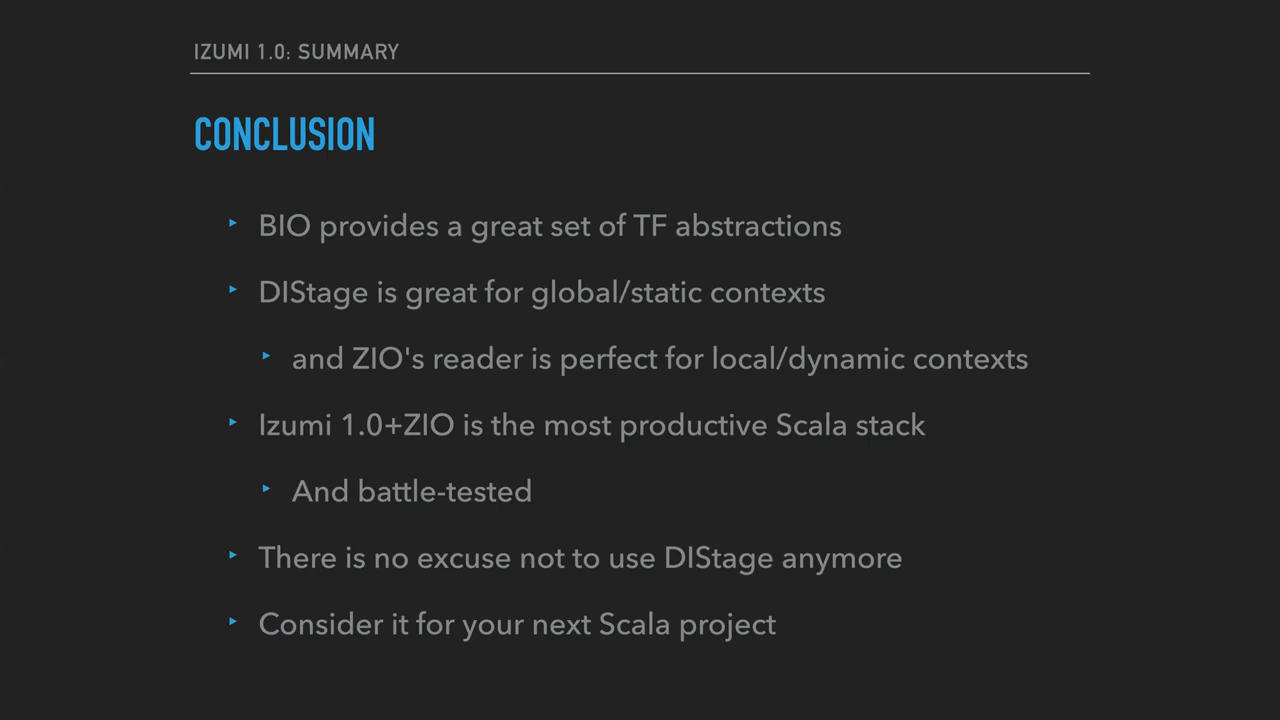 IZUMI 1.0: SUMMARY
CONCLUSION
‣ BIO provides a great set of TF abstractions
‣ DIStage is great for global/static contexts
‣ and ZIO's reader is perfect for local/dynamic contexts
‣ Izumi 1.0+ZIO is the most productive Scala stack
‣ And battle-tested
‣ There is no excuse not to use DIStage anymore
‣ Consider it for your next Scala project